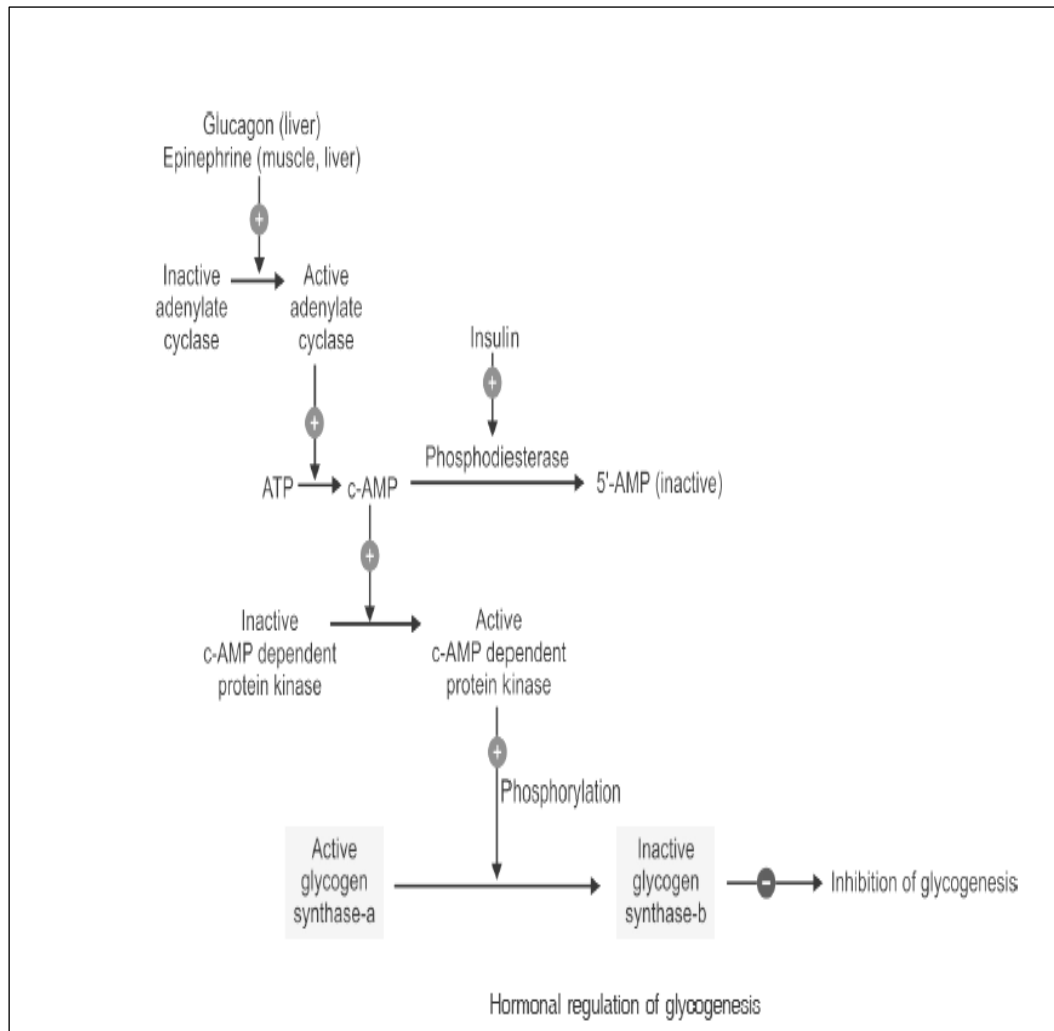 Glucagon (liver)
Epinephrine (muscle, liver)
+
Inactive
adenylate
cyclase
Active
adenylate
cyclase
Insulin
+
+
Phosphodiesterase
ATP
c-AMP
5'-AMP (inactive)
+
Inactive
c-AMP dependent
protein kinase
Active
c-AMP dependent
protein kinase
+
Phosphorylation
Active
glycogen
synthase-a
Inactive
glycogen
synthase-b
-
Inhibition of glycogenesis
Hormonal regulation of glycogenesis